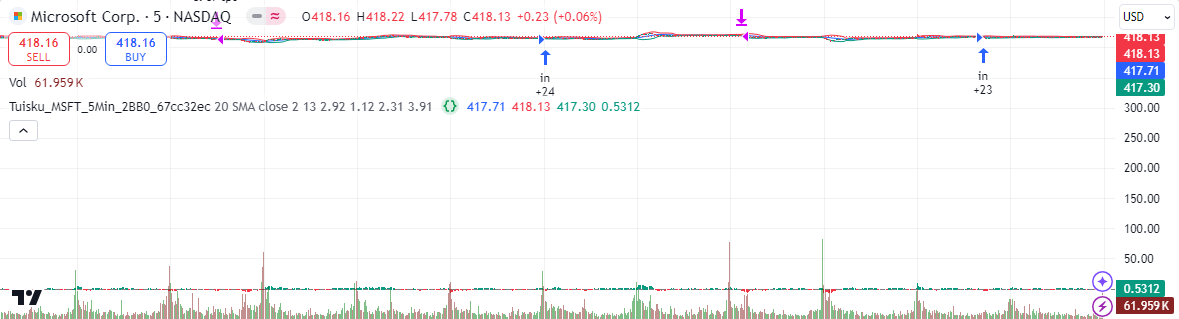 Microsoft Corp. · 5 · NASDAQ O418.16 H418.22 L417.78 C418.13 +0.23 (+0.06%) USD
418.16 SELL
0.00
418.16 BUY
Vol 61.959K
Tuisku_MSFT_5Min_2BB0_67cc32ec 20 SMA close 2 13 2.92 1.12 2.31 3.91 {} 417.71 418.13 417.30 0.5312
in
+24
in
+23
418.13
418.13
417.71
417.30
300.00
250.00
200.00
150.00
100.00
50.00
0.5312
61.959K